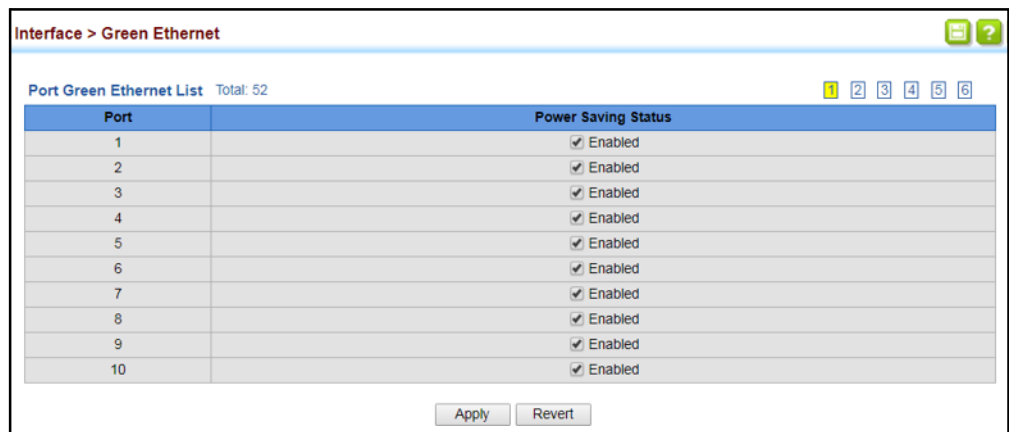 Interface > Green Ethernet
?
Port Green Ethernet List Total: 52 1 2 3 4 5 6
Port Power Saving Status
1 Enabled
2 Enabled
3 Enabled
4 Enabled
5 Enabled
6 Enabled
7 Enabled
8 Enabled
9 Enabled
10 Enabled
Apply Revert